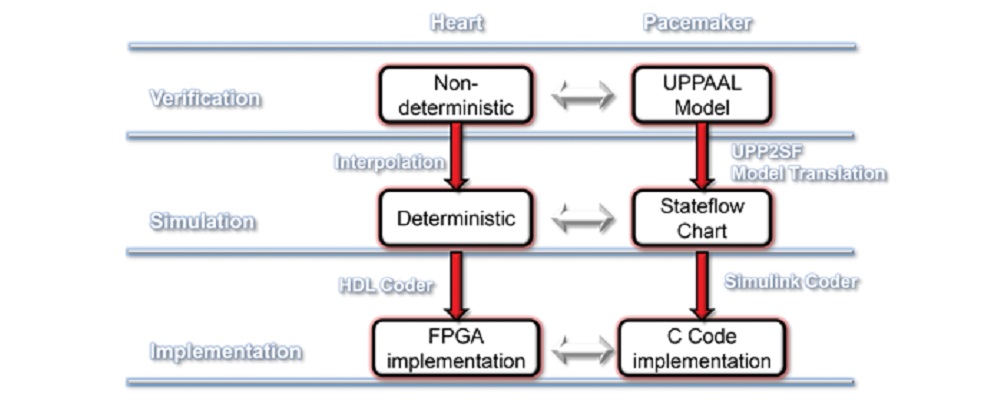 Heart
Pacemaker
Verification
Non-
deterministic
UPPAAL
Model
Interpolation
UPP2SF
Model Translation
Simulation
Deterministic
Stateflow
Chart
HDL Coder
Simulink Coder
Implementation
FPGA
implementation
C Code
implementation